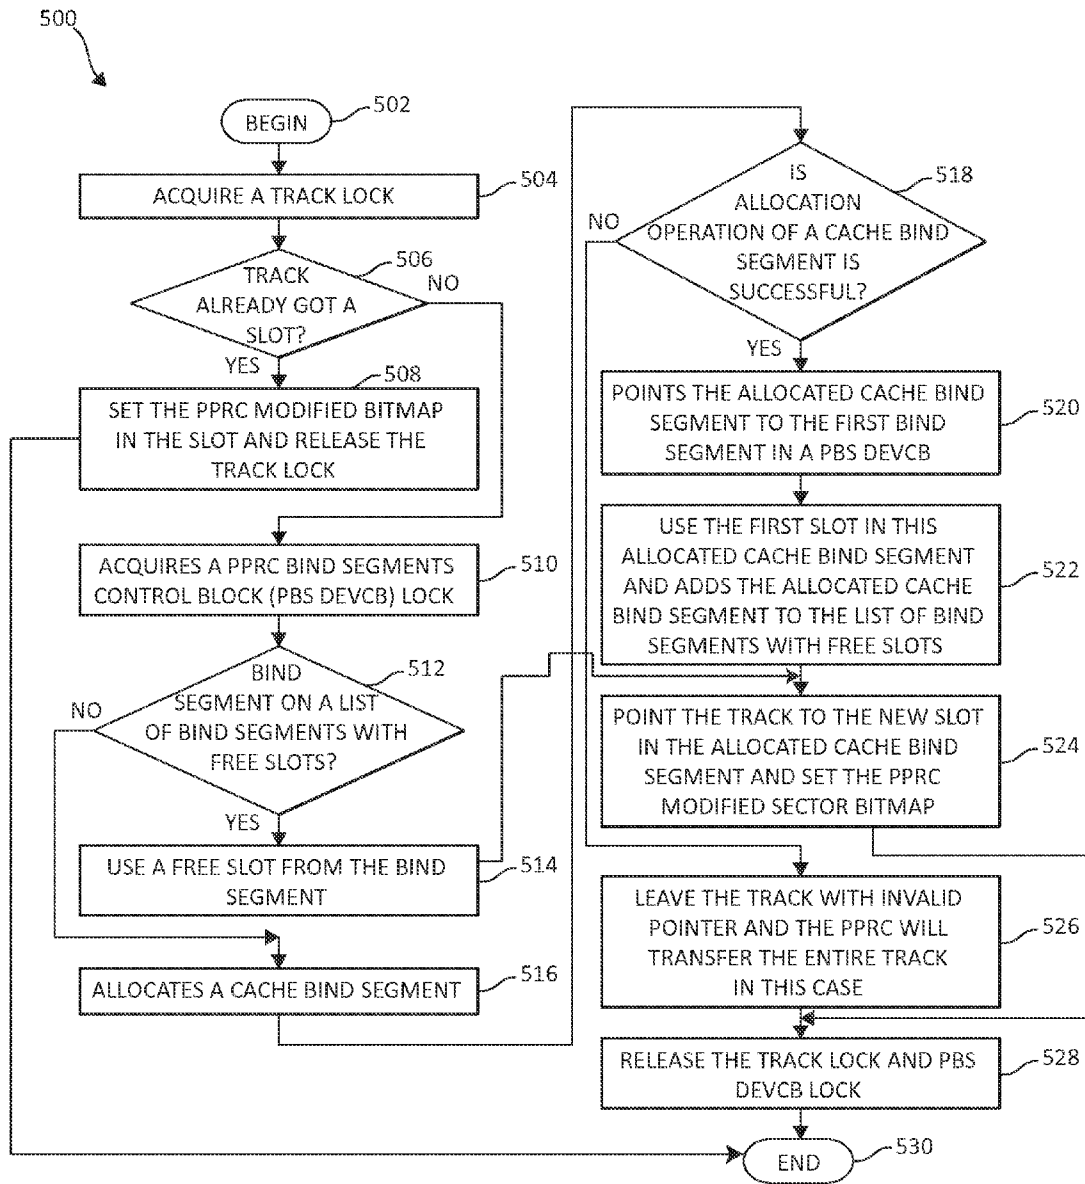 500
BEGIN
502
ACQUIRE A TRACK LOCK
504
TRACK
ALREADY GOT A
SLOT?
506
NO
YES
508
SET THE PPRC MODIFIED BITMAP
IN THE SLOT AND RELEASE THE
TRACK LOCK
ACQUIRES A PPRC BIND SEGMENTS
CONTROL BLOCK (PBS DEVCB) LOCK
510
BIND
SEGMENT ON A LIST
OF BIND SEGMENTS WITH
FREE SLOTS?
512
NO
YES
USE A FREE SLOT FROM THE BIND
SEGMENT
514
ALLOCATES A CACHE BIND SEGMENT
516
IS
ALLOCATION
OPERATION OF A CACHE BIND
SEGMENT IS
SUCCESSFUL?
518
NO
YES
POINTS THE ALLOCATED CACHE BIND
SEGMENT TO THE FIRST BIND
SEGMENT IN A PBS DEVCB
520
USE THE FIRST SLOT IN THIS
ALLOCATED CACHE BIND SEGMENT
AND ADDS THE ALLOCATED CACHE
BIND SEGMENT TO THE LIST OF BIND
SEGMENTS WITH FREE SLOTS
522
POINT THE TRACK TO THE NEW SLOT
IN THE ALLOCATED CACHE BIND
SEGMENT AND SET THE PPRC
MODIFIED SECTOR BITMAP
524
LEAVE THE TRACK WITH INVALID
POINTER AND THE PPRC WILL
TRANSFER THE ENTIRE TRACK
IN THIS CASE
526
RELEASE THE TRACK LOCK AND PBS
DEVCB LOCK
528
END
530